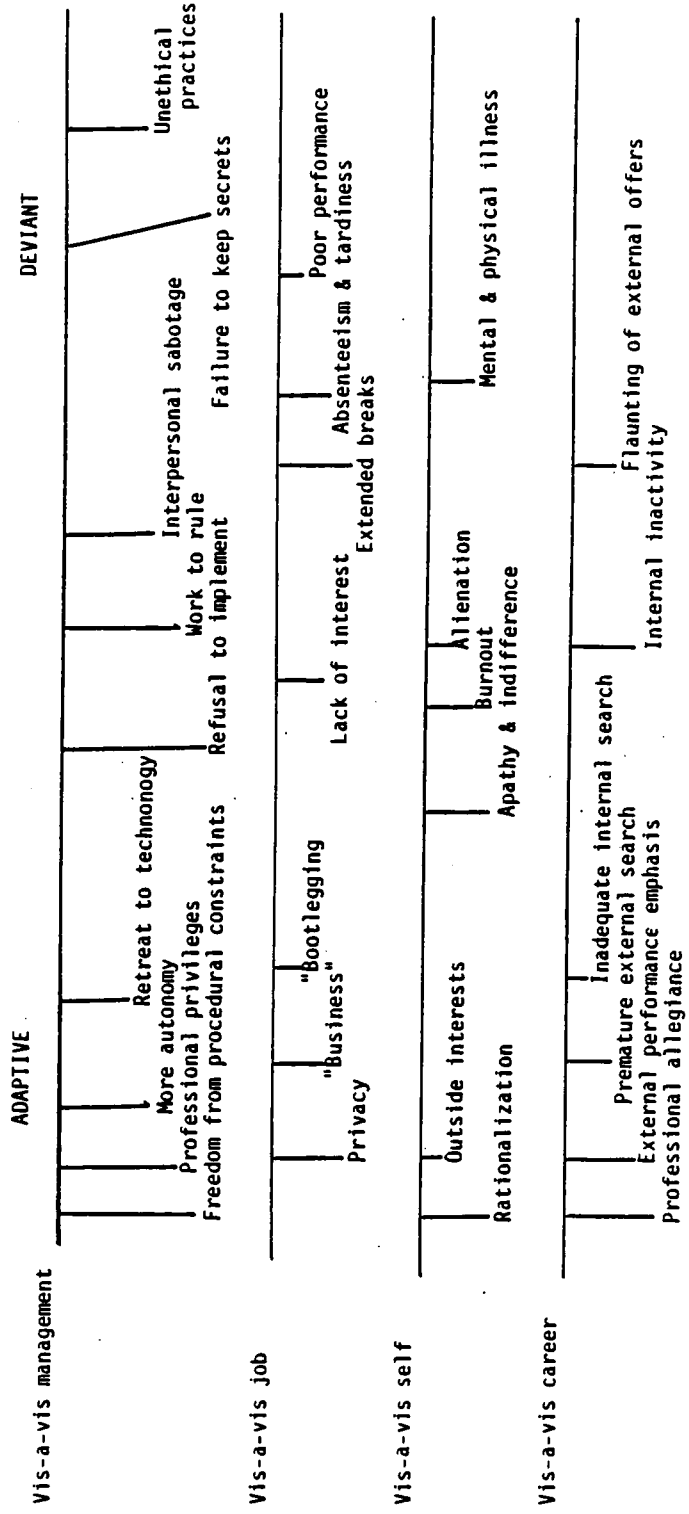 ADAPTIVE
DEVIANT
Vis-a-vis management
Freedom from procedural constraints
Professional privileges
More autonomy
Retreat to technonogy
Refusal to implement
Work to rule
Interpersonal sabotage
Failure to keep secrets
Unethical
practices
Vis-a-vis job
Privacy
"Business"
"Bootlegging
Lack of interest
Extended breaks
Absenteeism & tardiness
Poor performance
Vis-a-vis self
Rationalization
Outside interests
Apathy & indifference
Burnout
Alienation
Mental & physical illness
Vis-a-vis career
Professional allegiance
External performance emphasis
Premature external search
Inadequate internal search
Internal inactivity
Flaunting of external offers